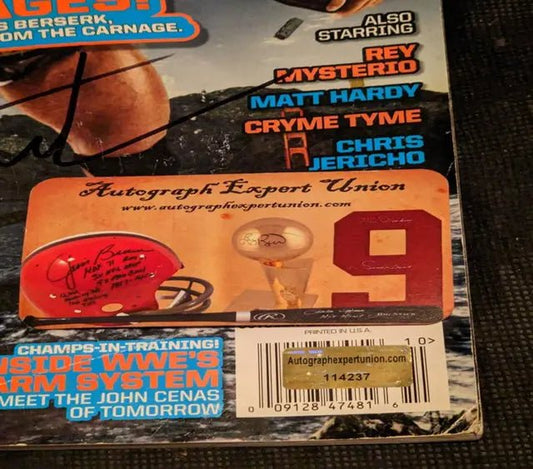 AGES!
S BERSERK,
FROM THE CARNAGE.
ALSO
STARRING
REY
MYSTERIO
MATT HARDY
CRYME TYME
CHRIS
JERICHO
Autograph Expert Union
www.autographexpertunion.com
9
PRINTED IN U.S.A.
CHAMPS-IN-TRAINING!
INSIDE WWE'S
ARM SYSTEM
MEET THE JOHN CENAS
OF TOMORROW
Autographexpertunion.com
114237
10>
0 09128 47481 6